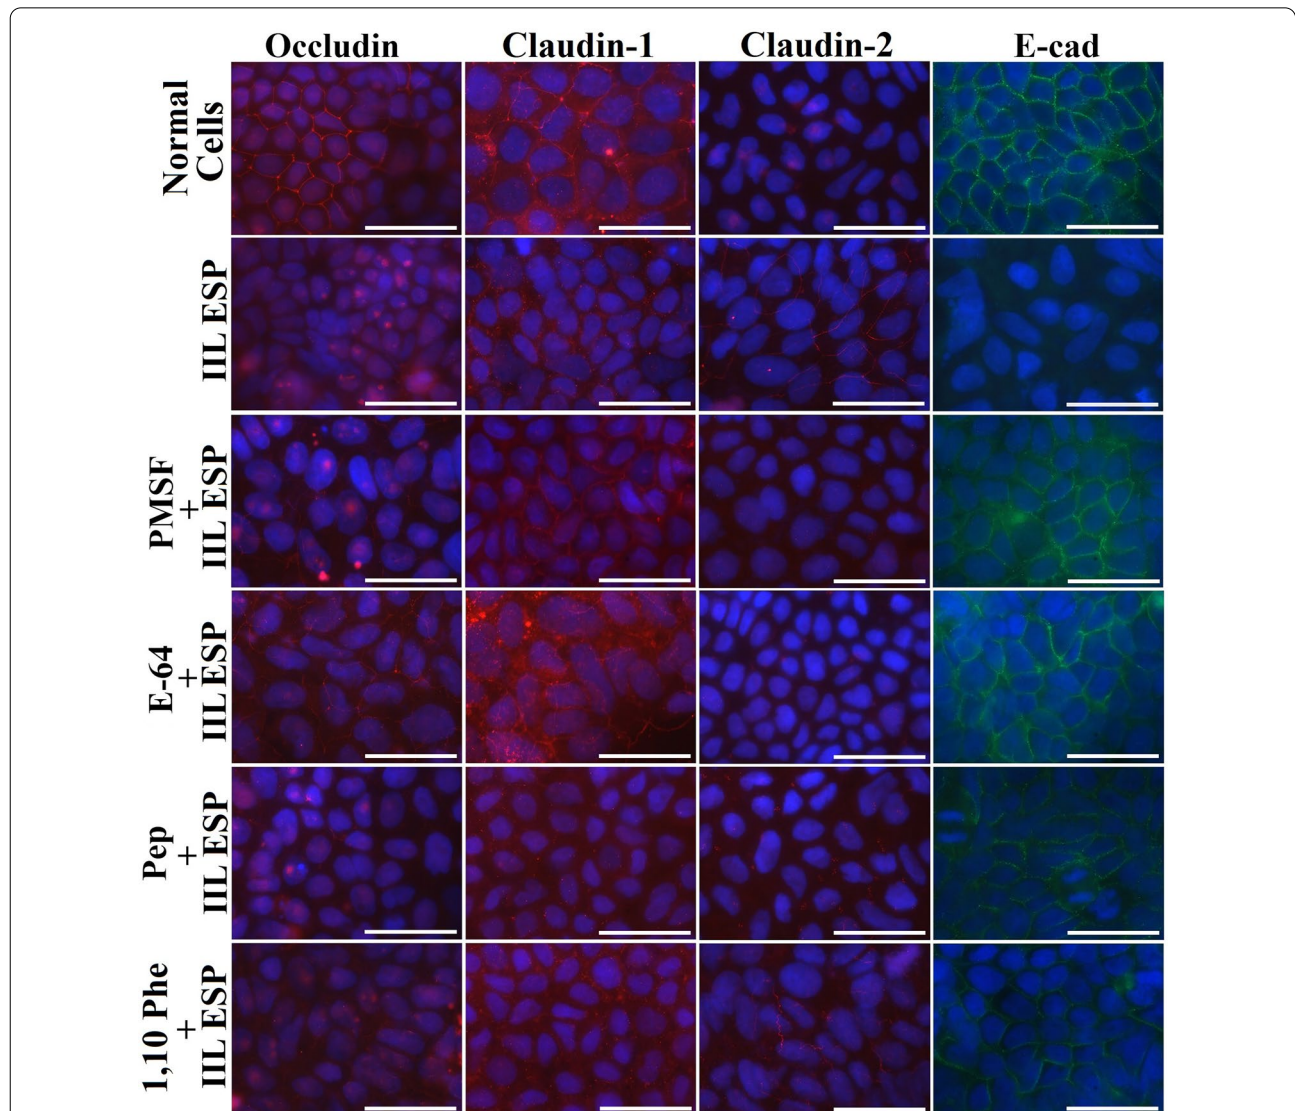 Occludin Claudin-1 Claudin-2 E-cad
Normal
Cells
IIL ESP
PMSF
+
IIL ESP
E-64
+
IIL ESP
Pep
+
IIL ESP
1,10 Phe
+
IIL ESP